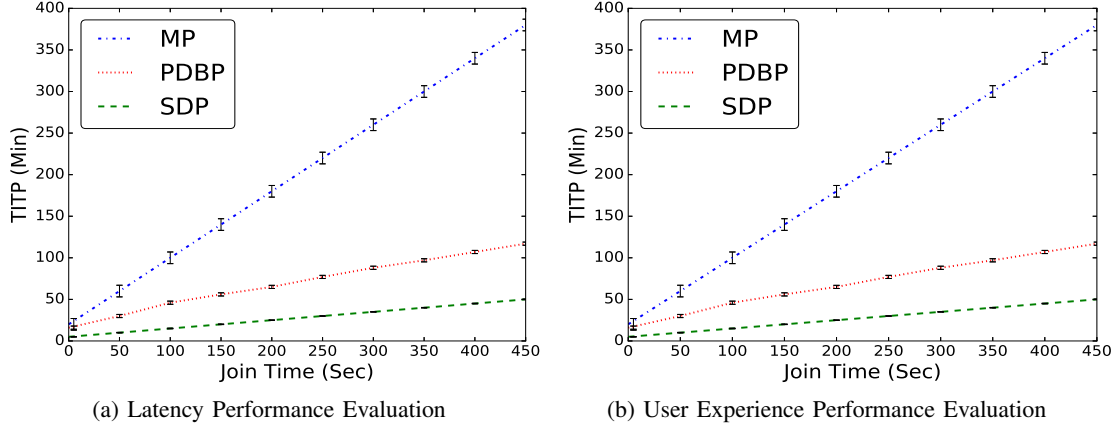 400
350
300
250
200
150
100
50
0
TITP (Min)
MP
PDBP
SDP
0 50 100 150 200 250 300 350 400 450
Join Time (Sec)
(a) Latency Performance Evaluation
400
350
300
250
200
150
100
50
0
TITP (Min)
MP
PDBP
SDP
0 50 100 150 200 250 300 350 400 450
Join Time (Sec)
(b) User Experience Performance Evaluation